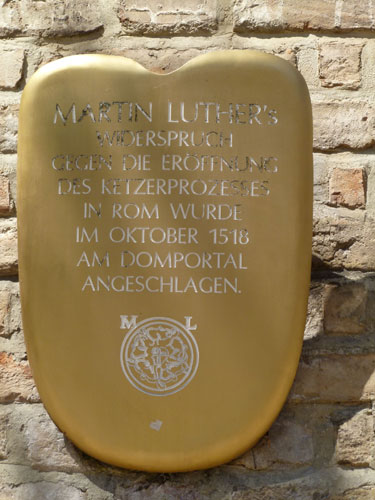 MARTIN LUTHER's
WIDERSPRUCH
GEGEN DIE ERÖFFNUNG
DES KETZERPROZESSES
IN ROM WURDE
IM OKTOBER 1518
AM DOMPORTAL
ANGESCHLAGEN.
M L